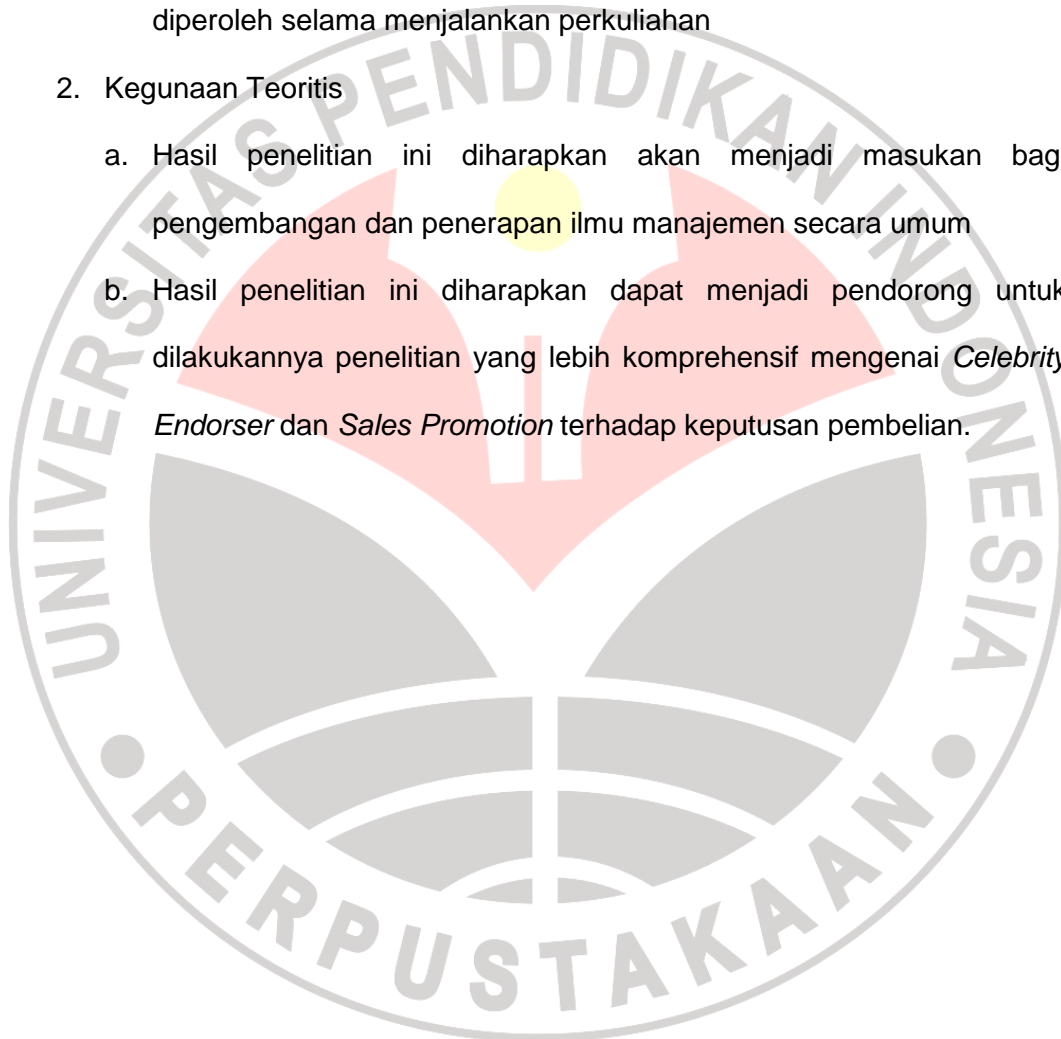 diperoleh selama menjalankan perkuliahan
2. Kegunaan Teoritis
a. Hasil penelitian ini diharapkan akan menjadi masukan bag
pengembangan dan penerapan ilmu manajemen secara umum
b. Hasil penelitian ini diharapkan dapat menjadi pendorong untuk
dilakukannya penelitian yang lebih komprehensif mengenai Celebrity
Endorser dan Sales Promotion terhadap keputusan pembelian.
UNIVERSITAS PENDIDIKAN INDONESIA
PERPUSTAKAAN